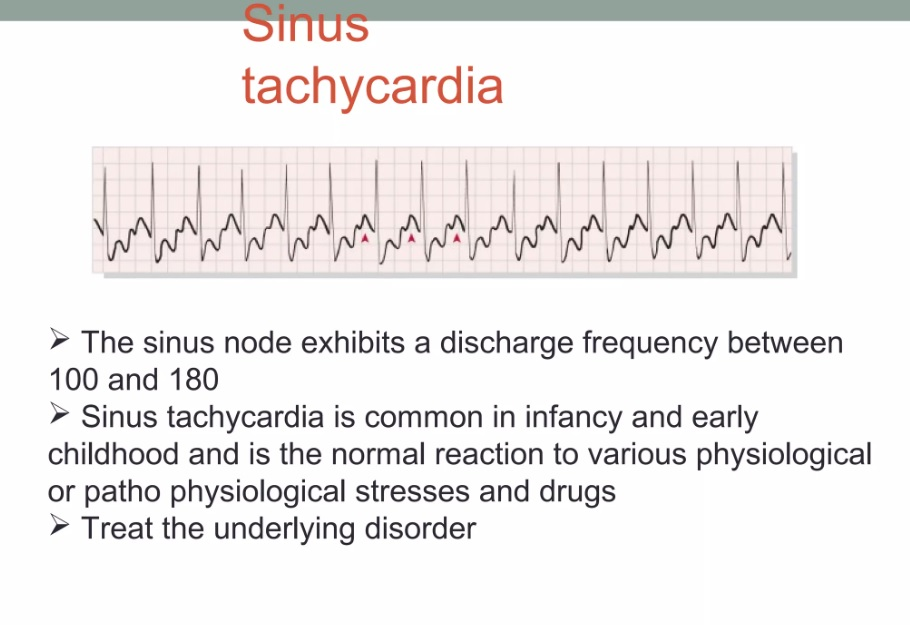 Sinus
tachycardia
➢ The sinus node exhibits a discharge frequency between
100 and 180
➢ Sinus tachycardia is common in infancy and early
childhood and is the normal reaction to various physiological
or patho physiological stresses and drugs
➢ Treat the underlying disorder